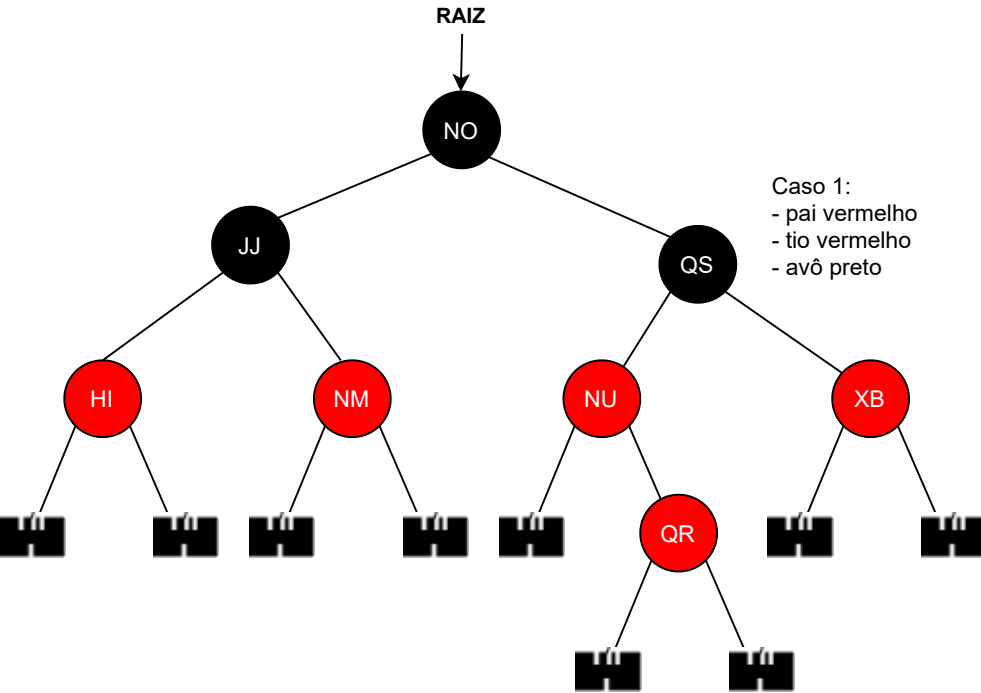 RAIZ
NO
Caso 1:
- pai vermelho
- tio vermelho
- avô preto
JJ
QS
HI
NM
NU
XB
QR